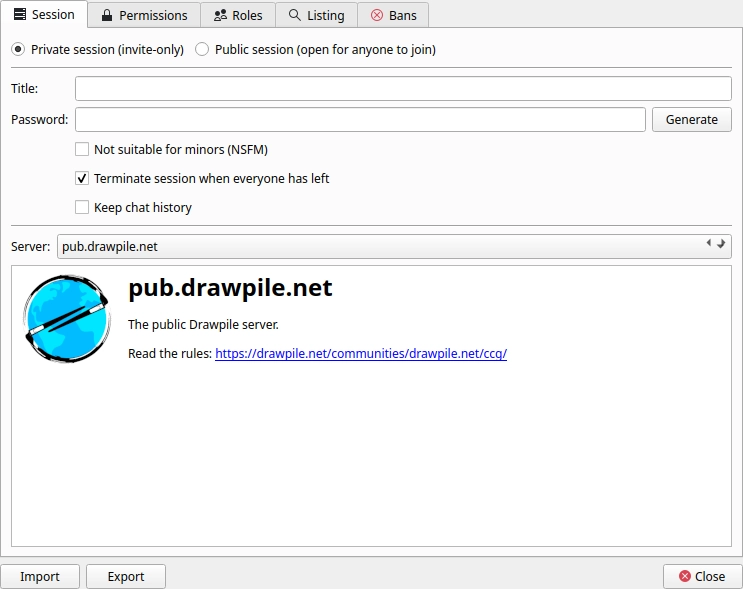 Session Permissions Roles Listing Bans
Private session (invite-only) Public session (open for anyone to join)
Title:
Password: Generate
Not suitable for minors (NSFM)
Terminate session when everyone has left
Keep chat history
Server: pub.drawpile.net
pub.drawpile.net
The public Drawpile server.
Read the rules: https://drawpile.net/communities/drawpile.net/ccq/
Import Export Close